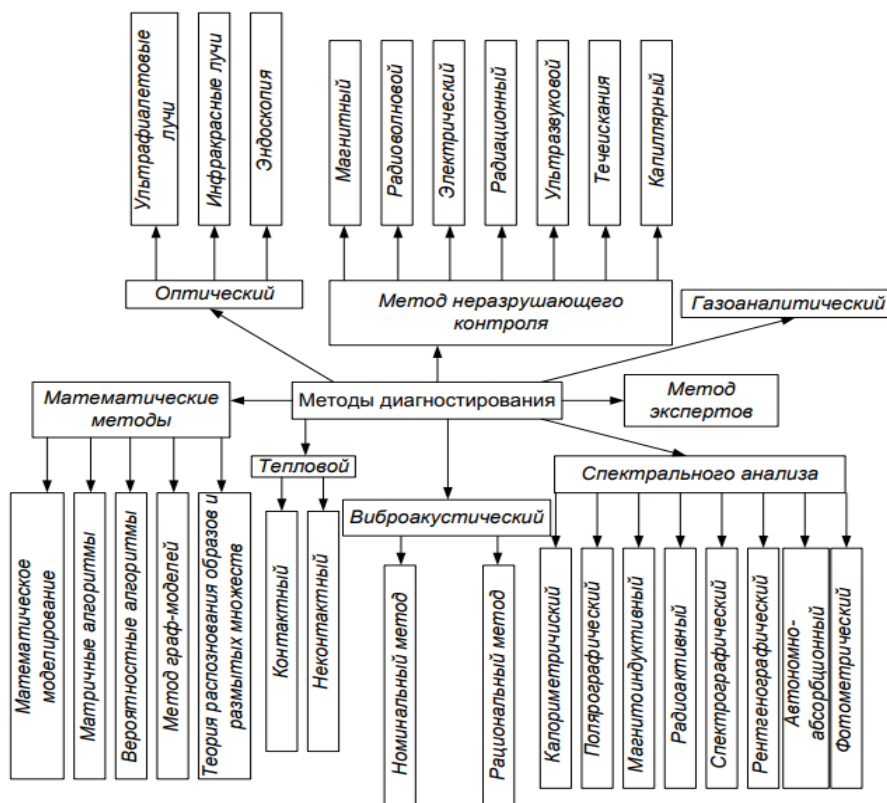 Ультрафиалетовые
лучи
Инфракрасные лучи
Эндоскопия
Магнитный
Радиоволновой
Электрический
Радиационный
Ультразвуковой
Течеискания
Капиллярный
Оптический
Метод неразрушающего
контроля
Газоаналитический
Математические
методы
Методы диагностирования
Метод
экспертов
Тепловой
Спектрального анализа
Виброакустический
Математическое
моделирование
Матричные алгоритмы
Вероятностные алгоритмы
Метод граф-моделей
Теория распознования образов и
размытых множеств
Контактный
Неконтактный
Номинальный метод
Рациональный метод
Калориметричиский
Полярографический
Магнитоиндуктивный
Радиоактивный
Спектрографический
Рентгенографический
Автономно-
абсорбционный
Фотометрический